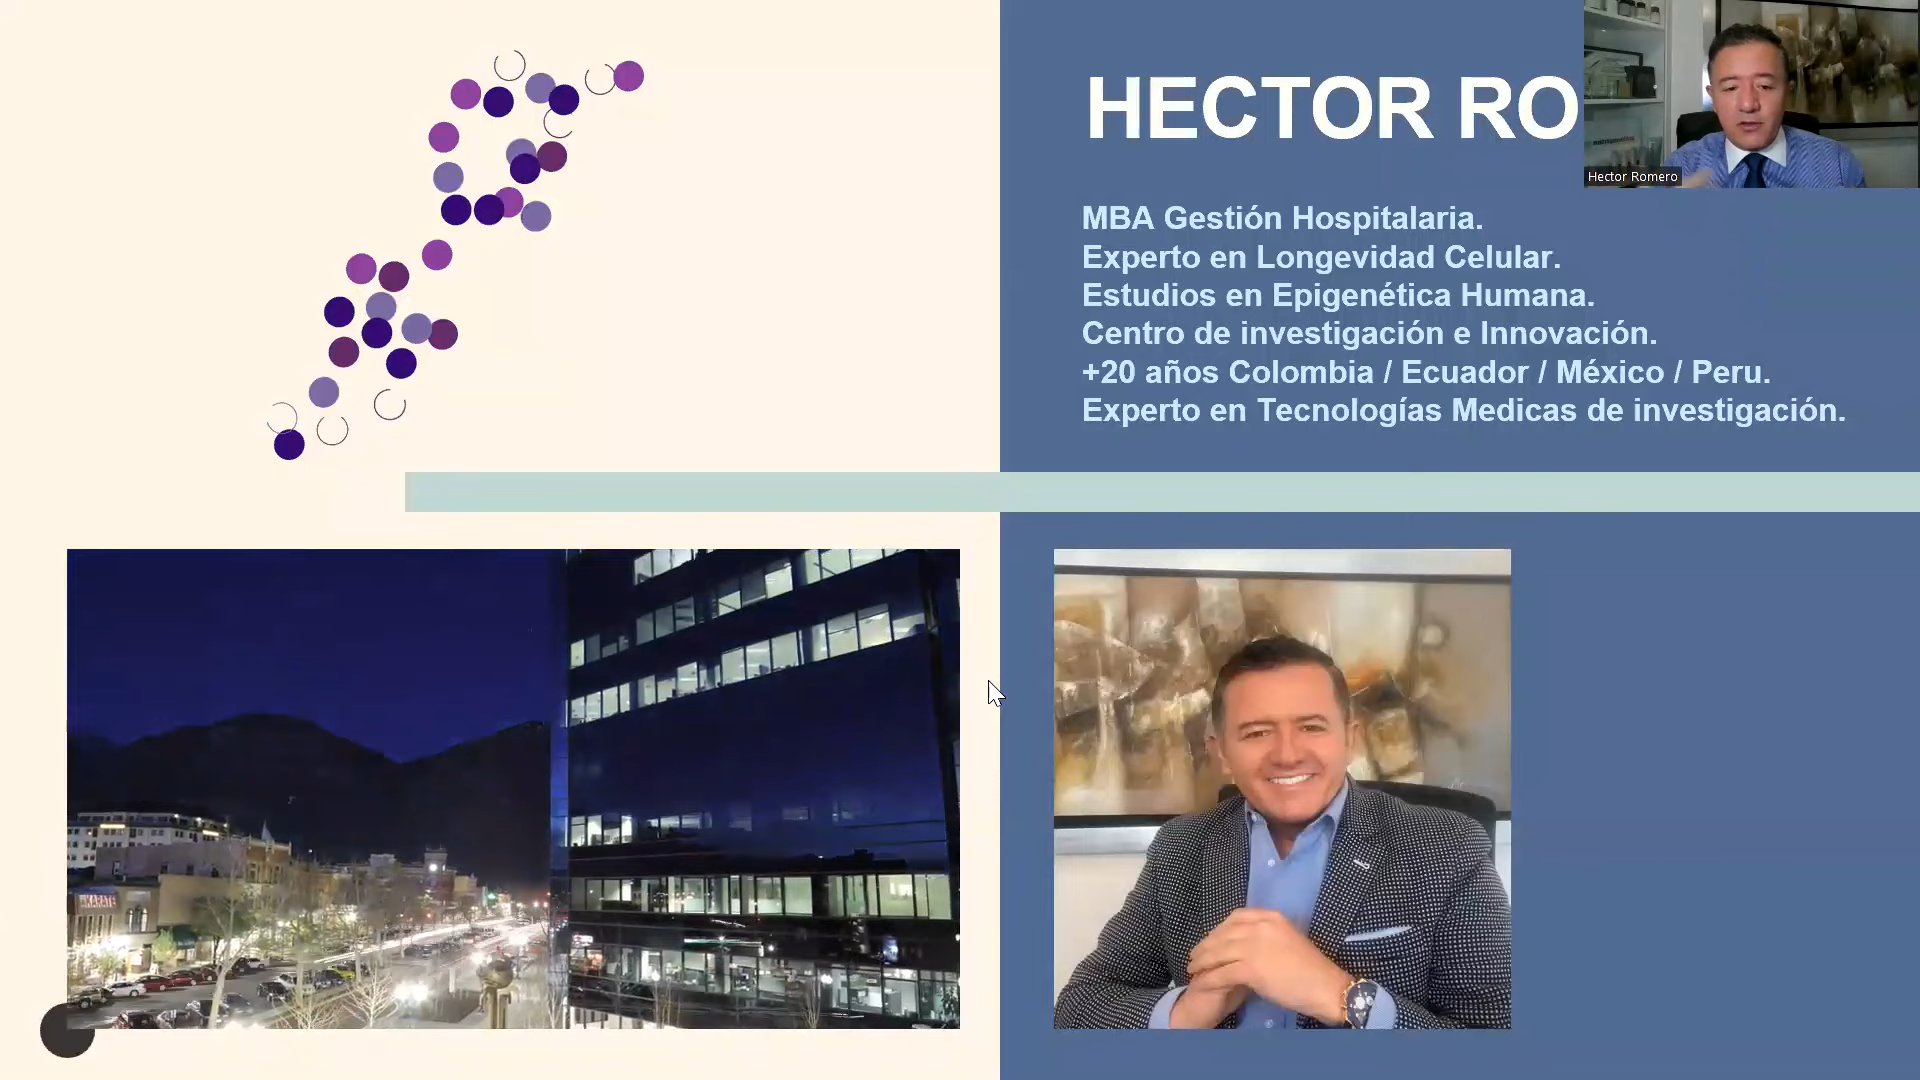 HECTOR RO
Hector Romero
MBA Gestión Hospitalaria.
Experto en Longevidad Celular.
Estudios en Epigenética Humana.
Centro de investigación e Innovación.
+20 años Colombia / Ecuador / México / Peru.
Experto en Tecnologías Medicas de investigación.
KARATE